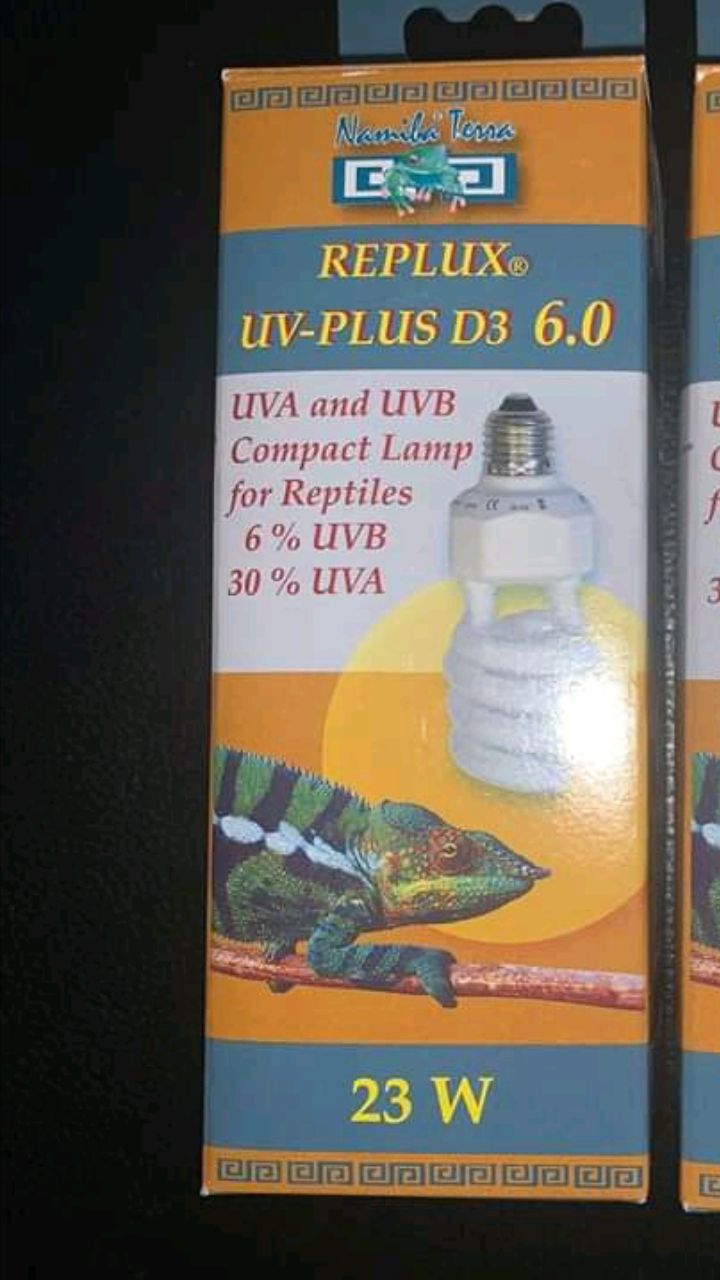 Namiba Terra
REPLUX®
UV-PLUS D3 6.0
UVA and UVB
Compact Lamp
for Reptiles
6 % UVB
30 % UVA
CE
23 W